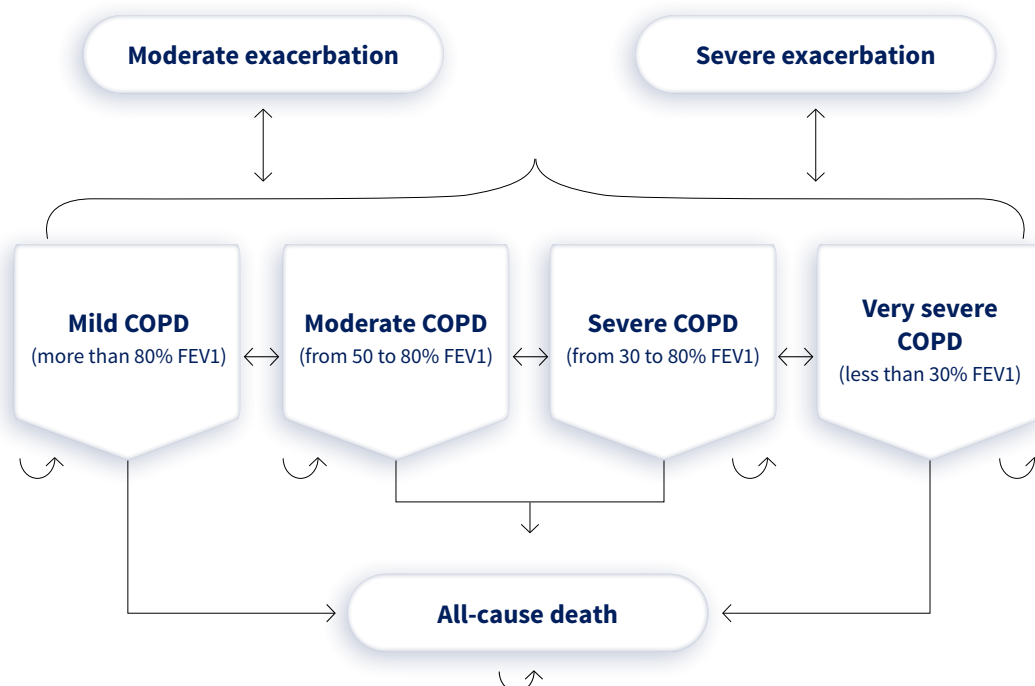 Moderate exacerbation
Severe exacerbation
Mild COPD
(more than 80% FEV1)
Moderate COPD
(from 50 to 80% FEV1)
Severe COPD
(from 30 to 80% FEV1)
Very severe
COPD
(less than 30% FEV1)
All-cause death